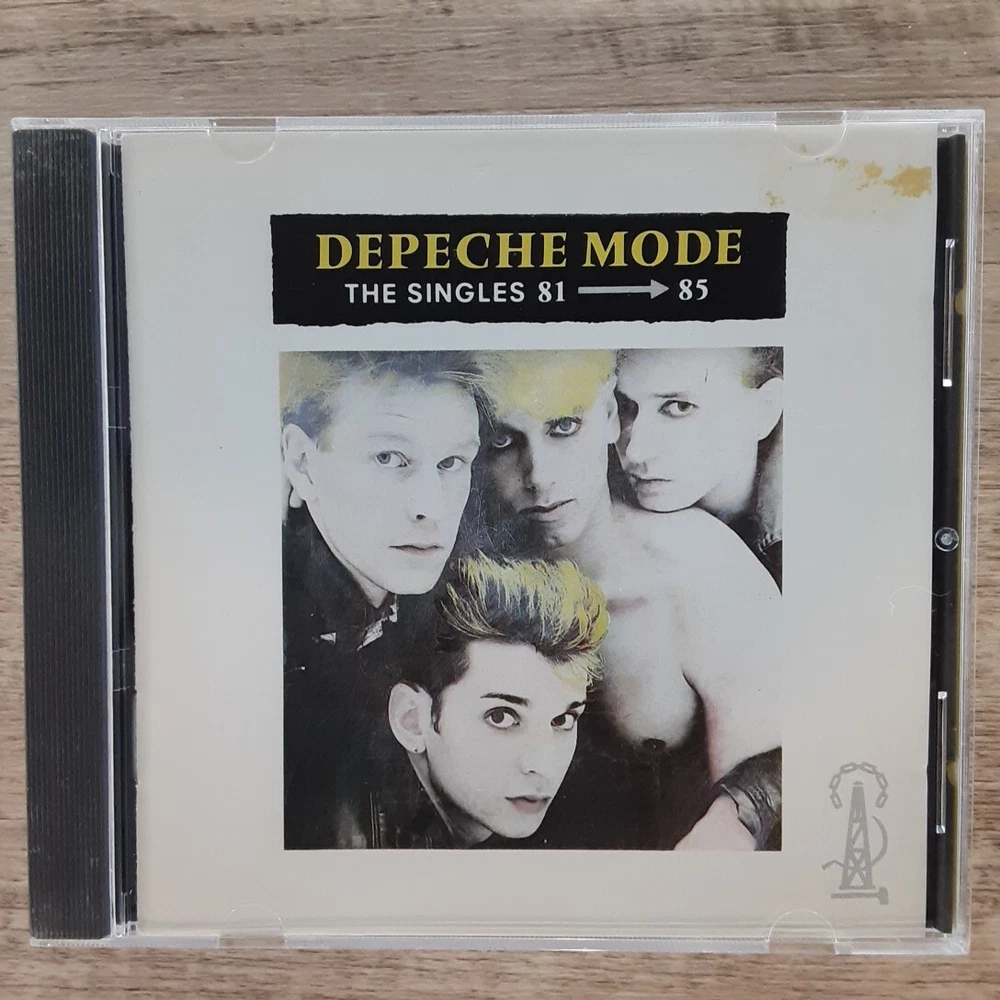 DEPECHE MODE
THE SINGLES 81 → 85